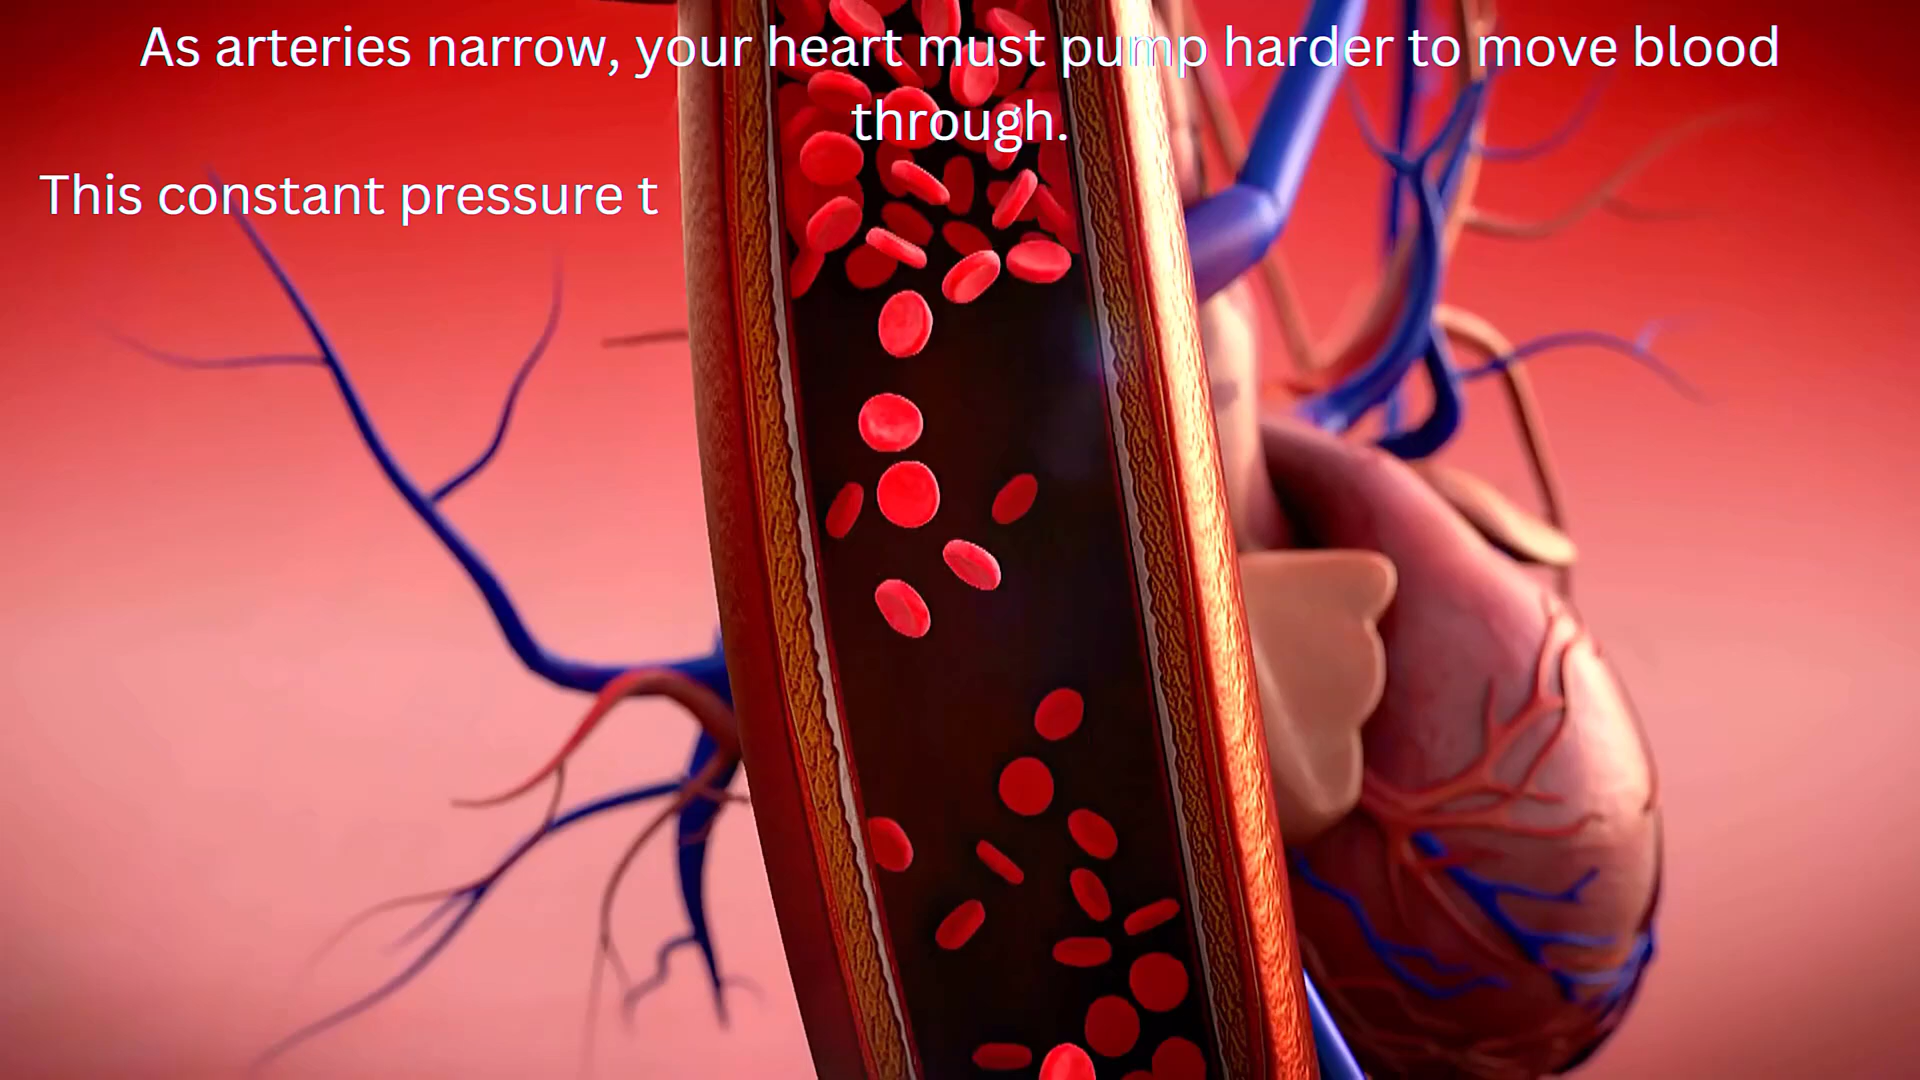 As arteries narrow, your heart must pump harder to move blood
through.
This constant pressure t